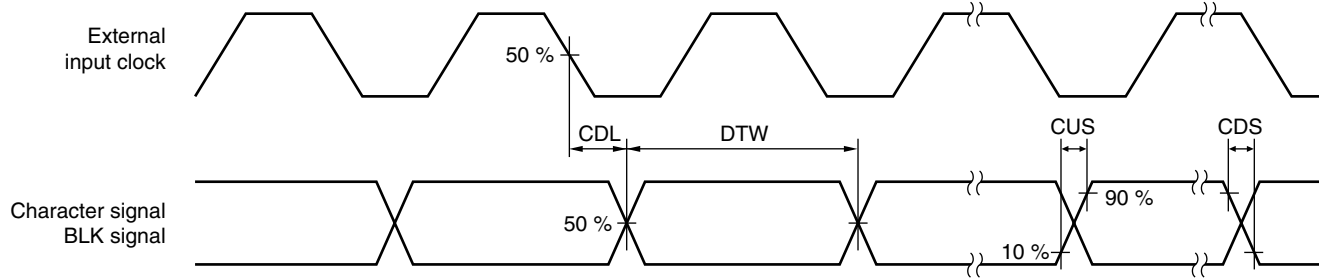 External
input clock
50 %
CDL
DTW
CUS
CDS
Character signal
BLK signal
50 %
90 %
10 %